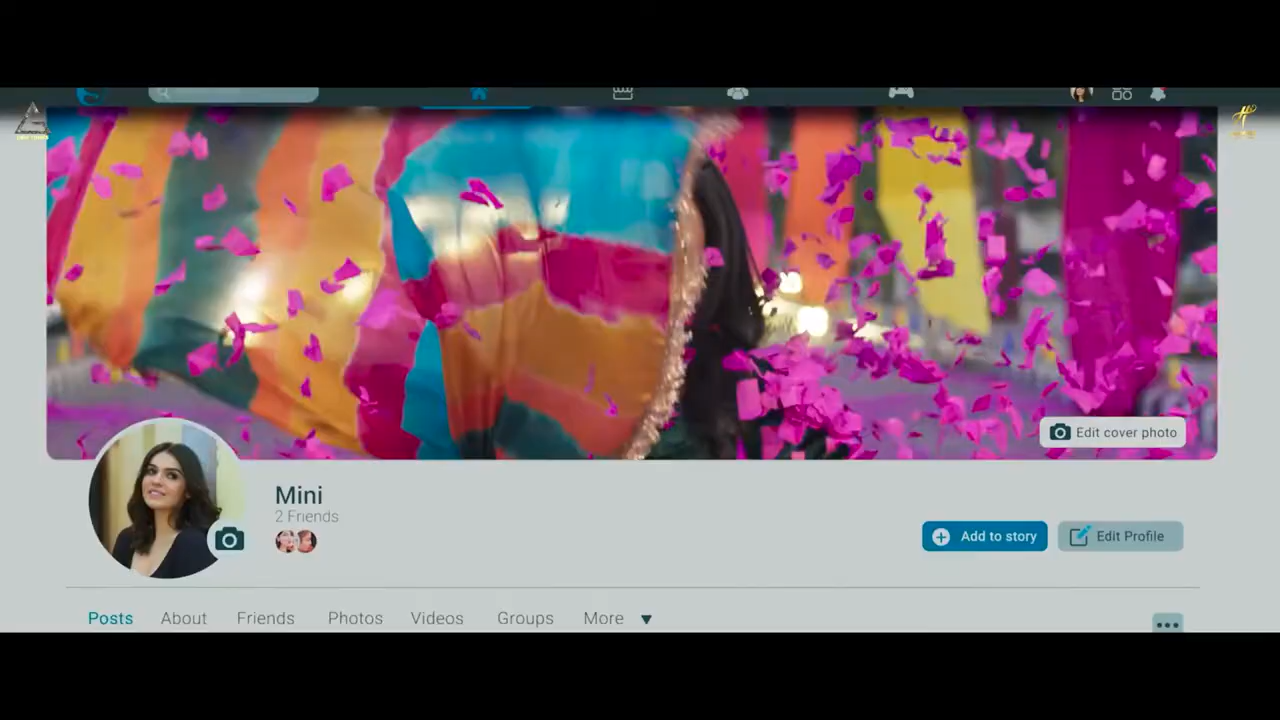 Edit cover photo
Mini
2 Friends
Add to story
Edit Profile
Posts About Friends Photos Videos Groups More